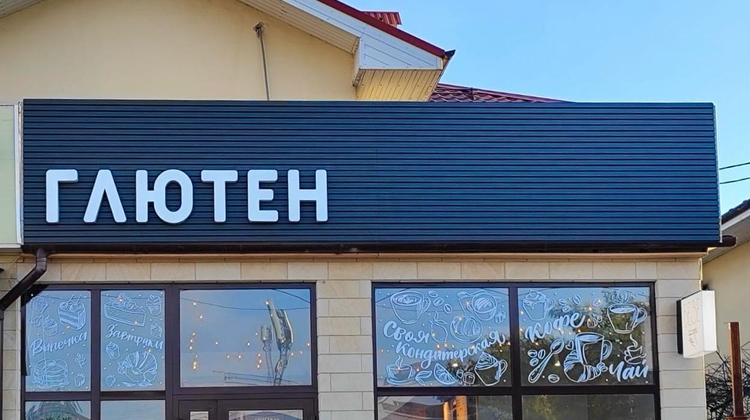 ГЛЮТЕН
Выпечка
Завтраки
Своя
Кондитерская
Кофе
Чай